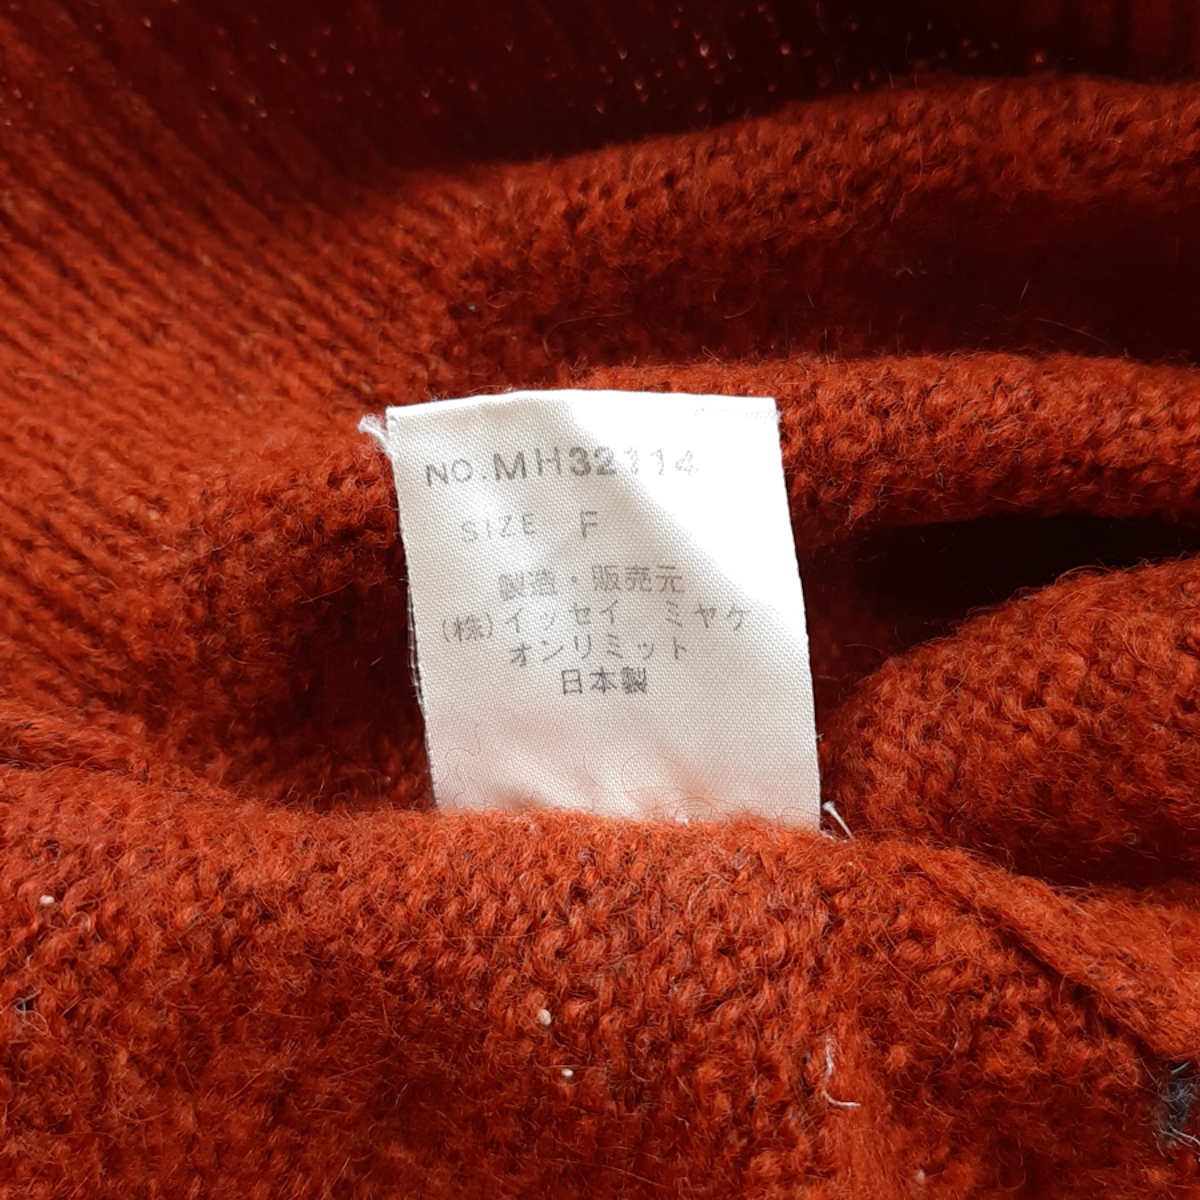 NO.MH32114
SIZE F
製造・販売元
(株)イッセイ ミヤケ
オンリミット
日本製